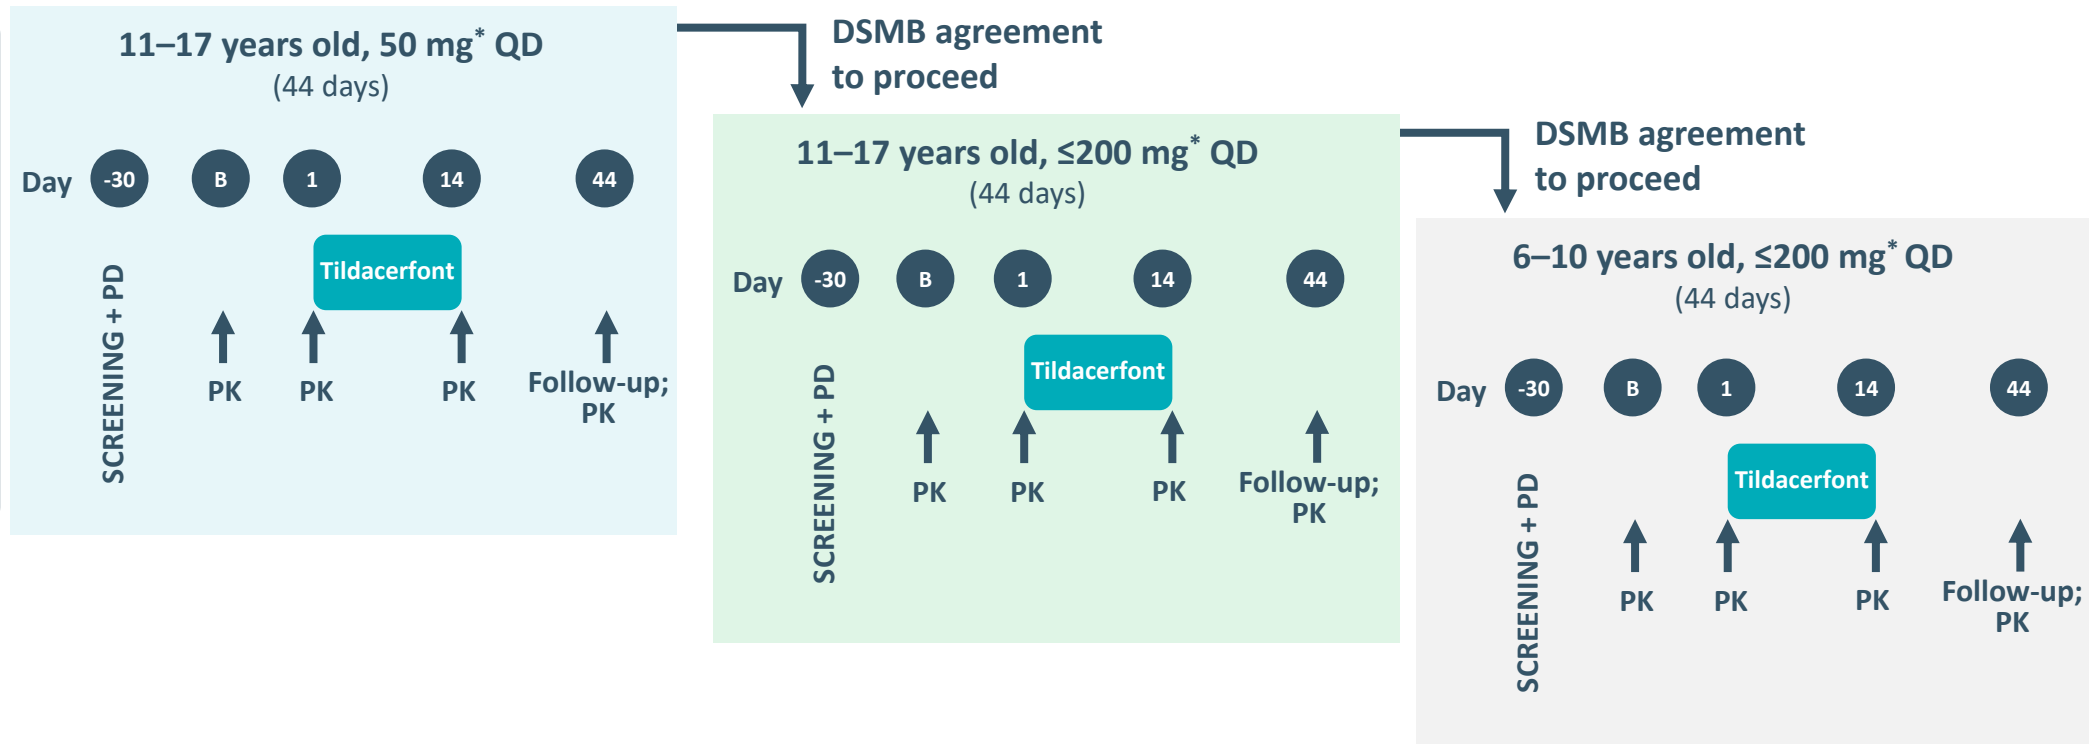 11–17 years old, 50 mg* QD
(44 days)
Day -30 B 1 14 44
Tildacerfont
SCREENING + PD
PK PK PK Follow-up;
PK
DSMB agreement
to proceed
11–17 years old, ≤200 mg* QD
(44 days)
Day -30 B 1 14 44
Tildacerfont
SCREENING + PD
PK PK PK Follow-up;
PK
DSMB agreement
to proceed
6–10 years old, ≤200 mg* QD
(44 days)
Day -30 B 1 14 44
Tildacerfont
SCREENING + PD
PK PK PK Follow-up;
PK